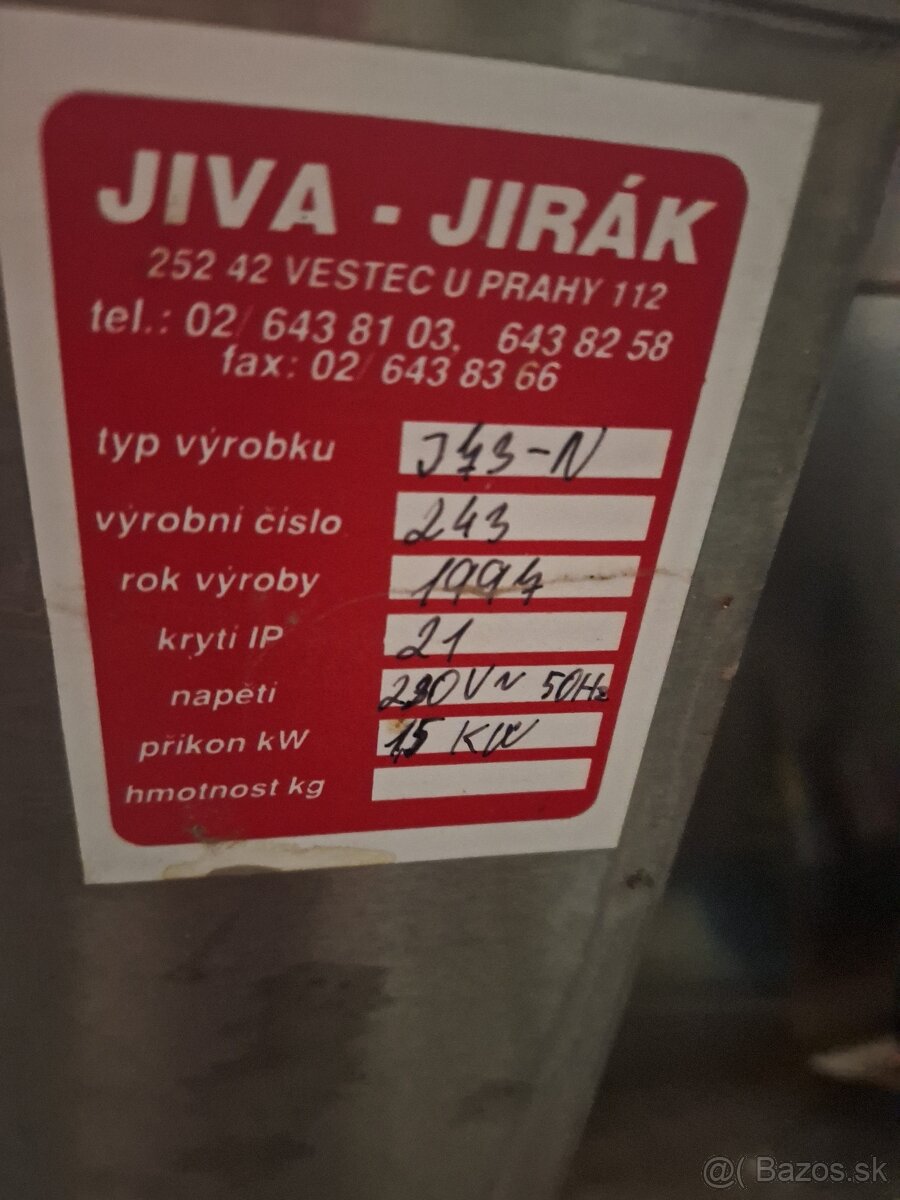 JIVA - JIRÁK
252 42 VESTEC U PRAHY 112
tel.: 02/ 643 81 03, 643 82 58
fax: 02/ 643 83 66
typ výrobku
výrobní číslo 243
rok výroby 1994
krytí IP 21
napětí 230V~ 50Hz
příkon kW 1,5 KW
hmotnost kg
@( Bazos.sk